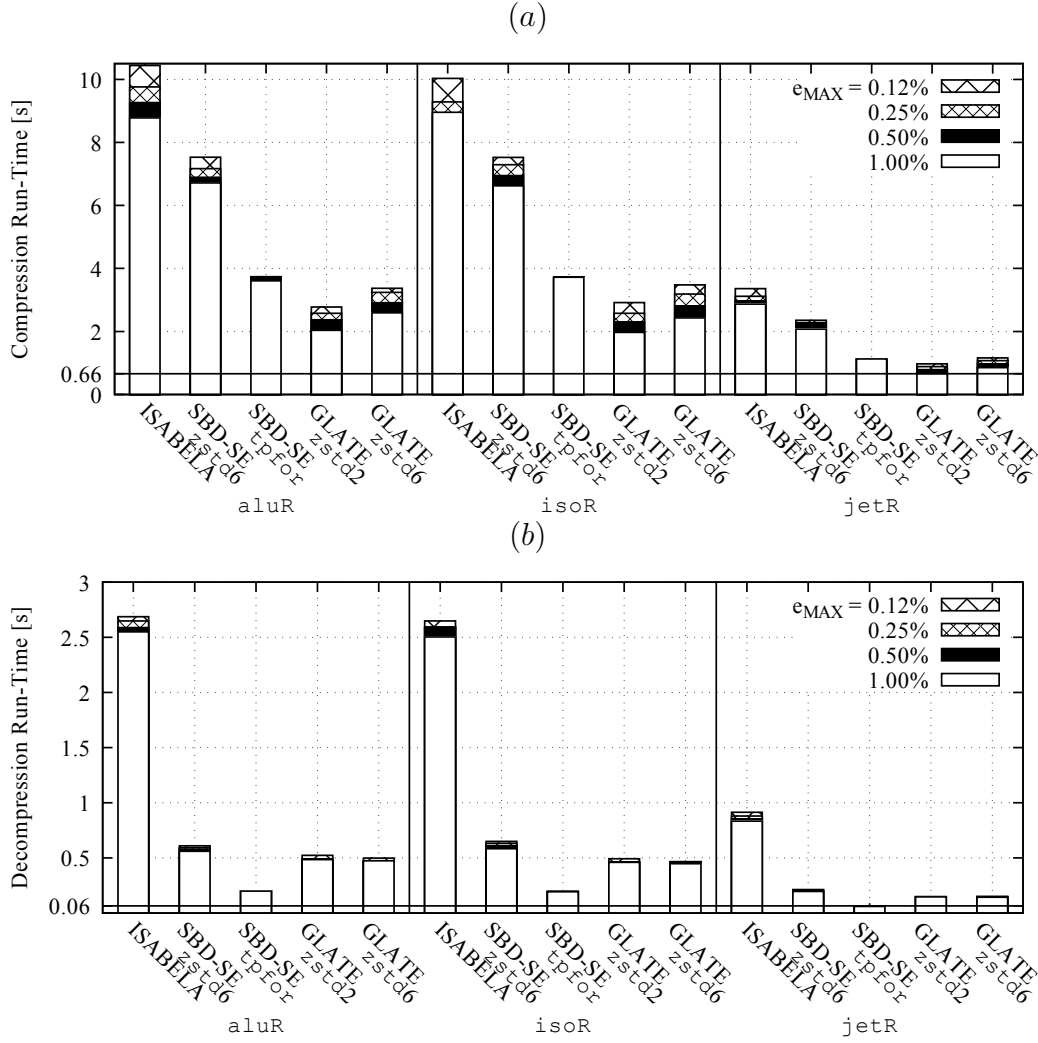 (a)
Compression Run-Time [s]
10
8
6
4
2
0.66
0
eMAX = 0.12%
0.25%
0.50%
1.00%
ISABELA
SBD-SE zstd6
SBD-SE tpfor
GLATE zstd2
GLATE zstd6
ISABELA
SBD-SE zstd6
SBD-SE tpfor
GLATE zstd2
GLATE zstd6
ISABELA
SBD-SE zstd6
SBD-SE tpfor
GLATE zstd2
GLATE zstd6
aluR
isoR
jetR
(b)
Decompression Run-Time [s]
3
2.5
2
1.5
1
0.5
0.06
eMAX = 0.12%
0.25%
0.50%
1.00%
ISABELA
SBD-SE zstd6
SBD-SE tpfor
GLATE zstd2
GLATE zstd6
ISABELA
SBD-SE zstd6
SBD-SE tpfor
GLATE zstd2
GLATE zstd6
ISABELA
SBD-SE zstd6
SBD-SE tpfor
GLATE zstd2
GLATE zstd6
aluR
isoR
jetR